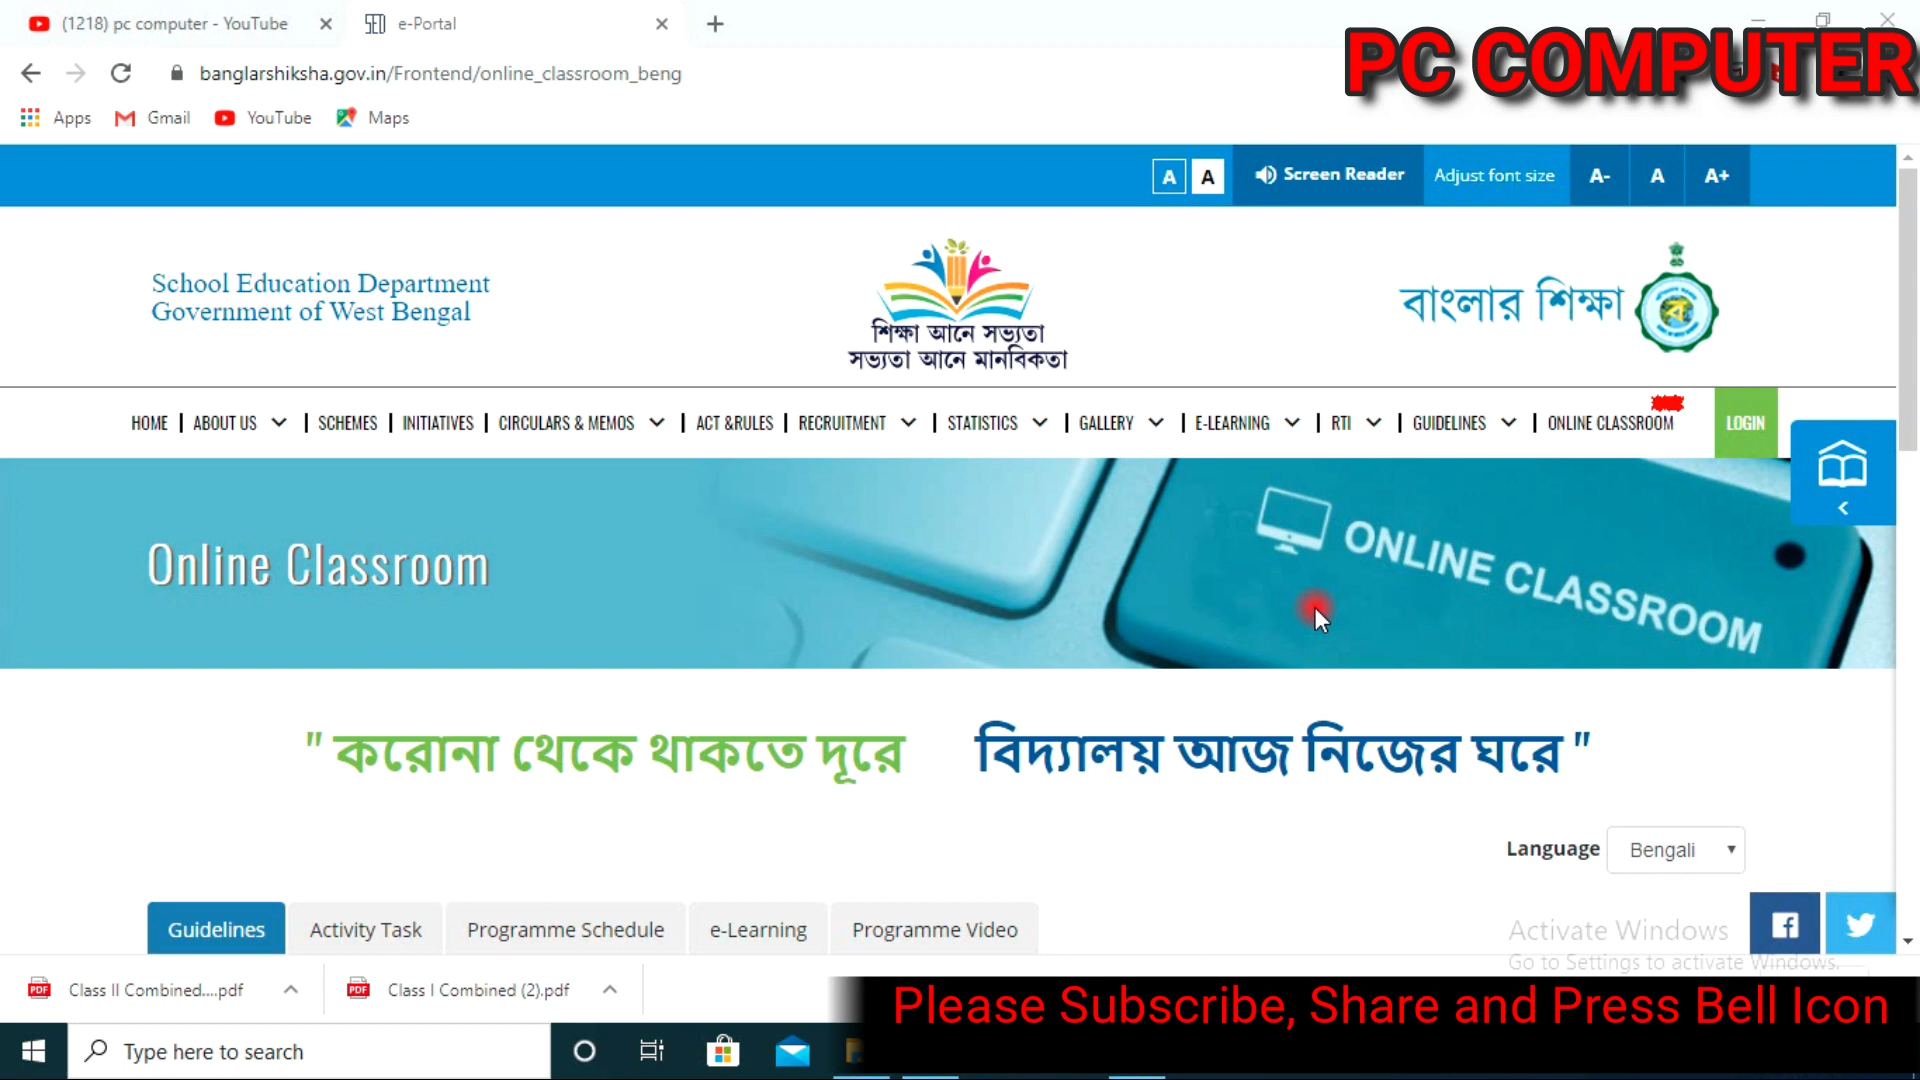 (1218) pc computer - YouTube
e-Portal
PC COMPUTER
banglarshiksha.gov.in/Frontend/online_classroom_beng
Apps
Gmail
YouTube
Maps
A A Screen Reader Adjust font size A- A A+
School Education Department
Government of West Bengal
শিক্ষা আনে সভ্যতা
সভ্যতা আনে মানবিকতা
বাংলার শিক্ষা
HOME | ABOUT US | SCHEMES | INITIATIVES | CIRCULARS & MEMOS | ACT &RULES | RECRUITMENT | STATISTICS | GALLERY | E-LEARNING | RTI | GUIDELINES | ONLINE CLASSROOM LOGIN
Online Classroom
ONLINE CLASSROOM
" করোনা থেকে থাকতে দূরে বিদ্যালয় আজ নিজের ঘরে "
Language Bengali
Guidelines Activity Task Programme Schedule e-Learning Programme Video
Activate Windows
Go to Settings to activate Windows.
Class II Combined....pdf
Class I Combined (2).pdf
Please Subscribe, Share and Press Bell Icon
Type here to search